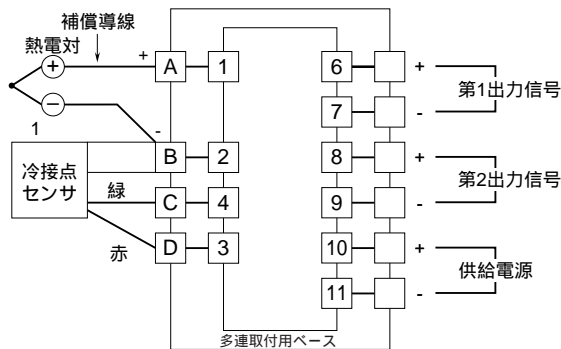 補償導線
熱電対
+
A
1
6
+
第1出力信号
+
−
7
-
1
-
B
2
8
+
第2出力信号
冷接点
センサ
緑
C
4
9
-
赤
D
3
10
+
供給電源
11
-
多連取付用ベース